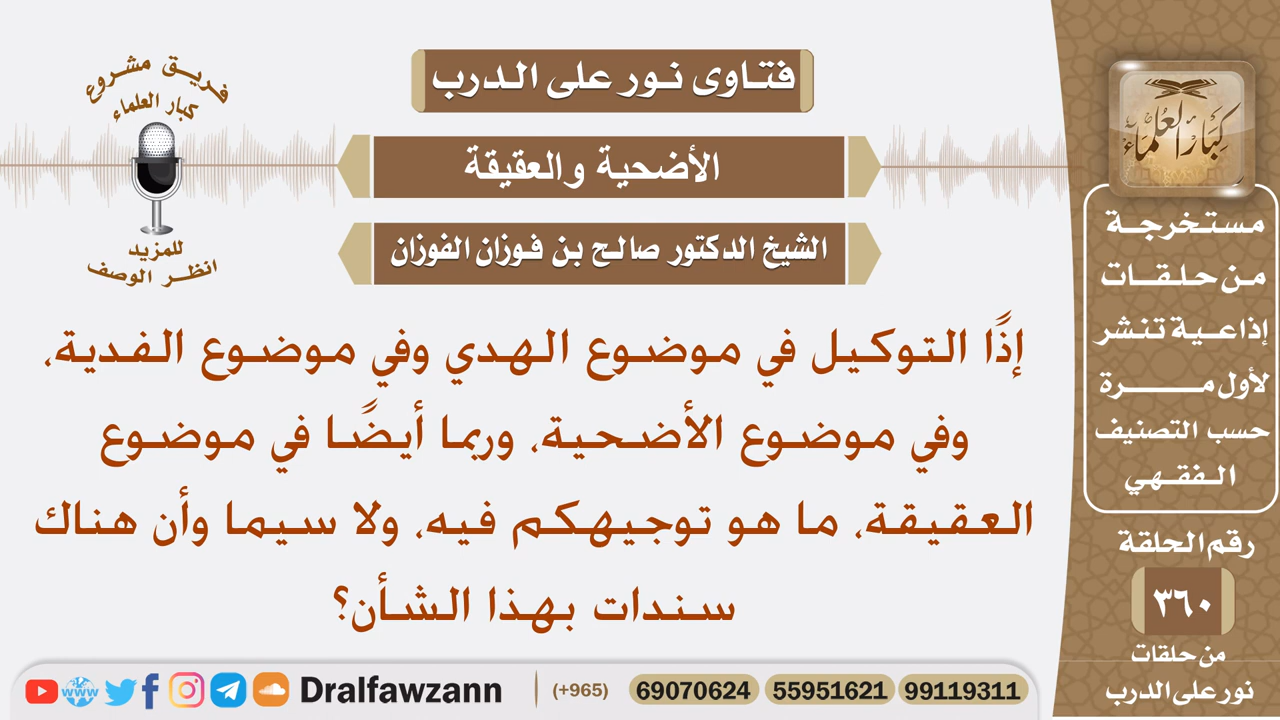 فتاوى نور على الدرب
الأضحية والعقيقة
الشيخ الدكتور صالح بن فوزان الفوزان
فريق مشروع
كبار العلماء
للمزيد
انظر الوصف
إذًا التوكيل في موضوع الهدي وفي موضوع الفدية،
وفي موضوع الأضحية، وربما أيضًا في موضوع
العقيقة، ما هو توجيهكم فيه، ولا سيما وأن هناك
سندات بهذا الشأن؟
كبار العلماء
مستخرجة
من حلقات
إذاعية تنشر
لأول مرة
حسب التصنيف
الفقهي
رقم الحلقة
٣٦٠
من حلقات
نور على الدرب
www
Dralfawzann
(+965)
69070624
55951621
99119311